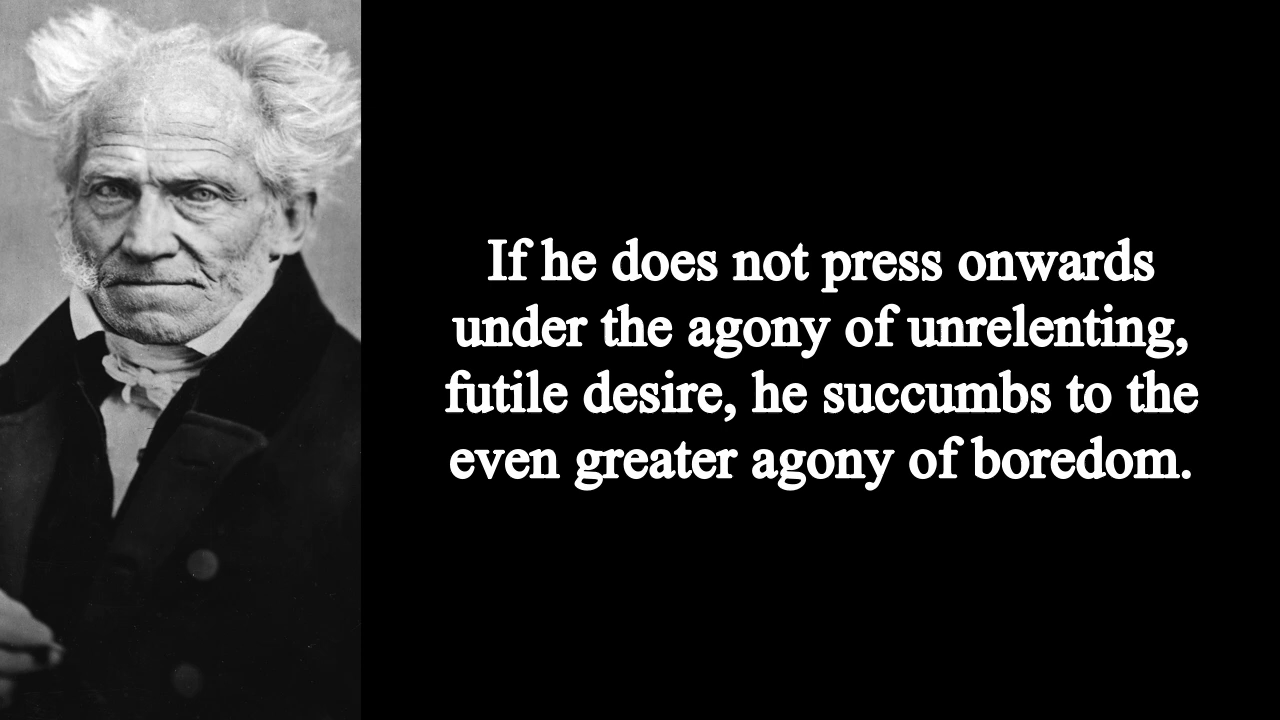 If he does not press onwards
under the agony of unrelenting,
futile desire, he succumbs to the
even greater agony of boredom.